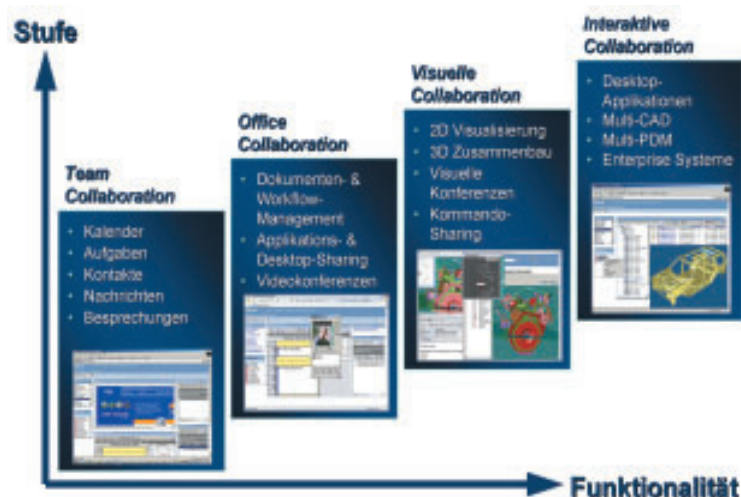 Stufe
Team
Collaboration
Kalender
Aufgaben
Kontakte
Nachrichten
Besprechungen
Office
Collaboration
Dokumenten- &
Workflow-
Management
Applikations- &
Desktop-Sharing
Videokonferenzen
Visuelle
Collaboration
2D Visualisierung
3D Zusammenbau
Visuelle
Konferenzen
Kommando-
Sharing
Interaktive
Collaboration
Desktop-
Applikationen
Multi-CAD
Multi-PDM
Enterprise Systeme
Funktionalität